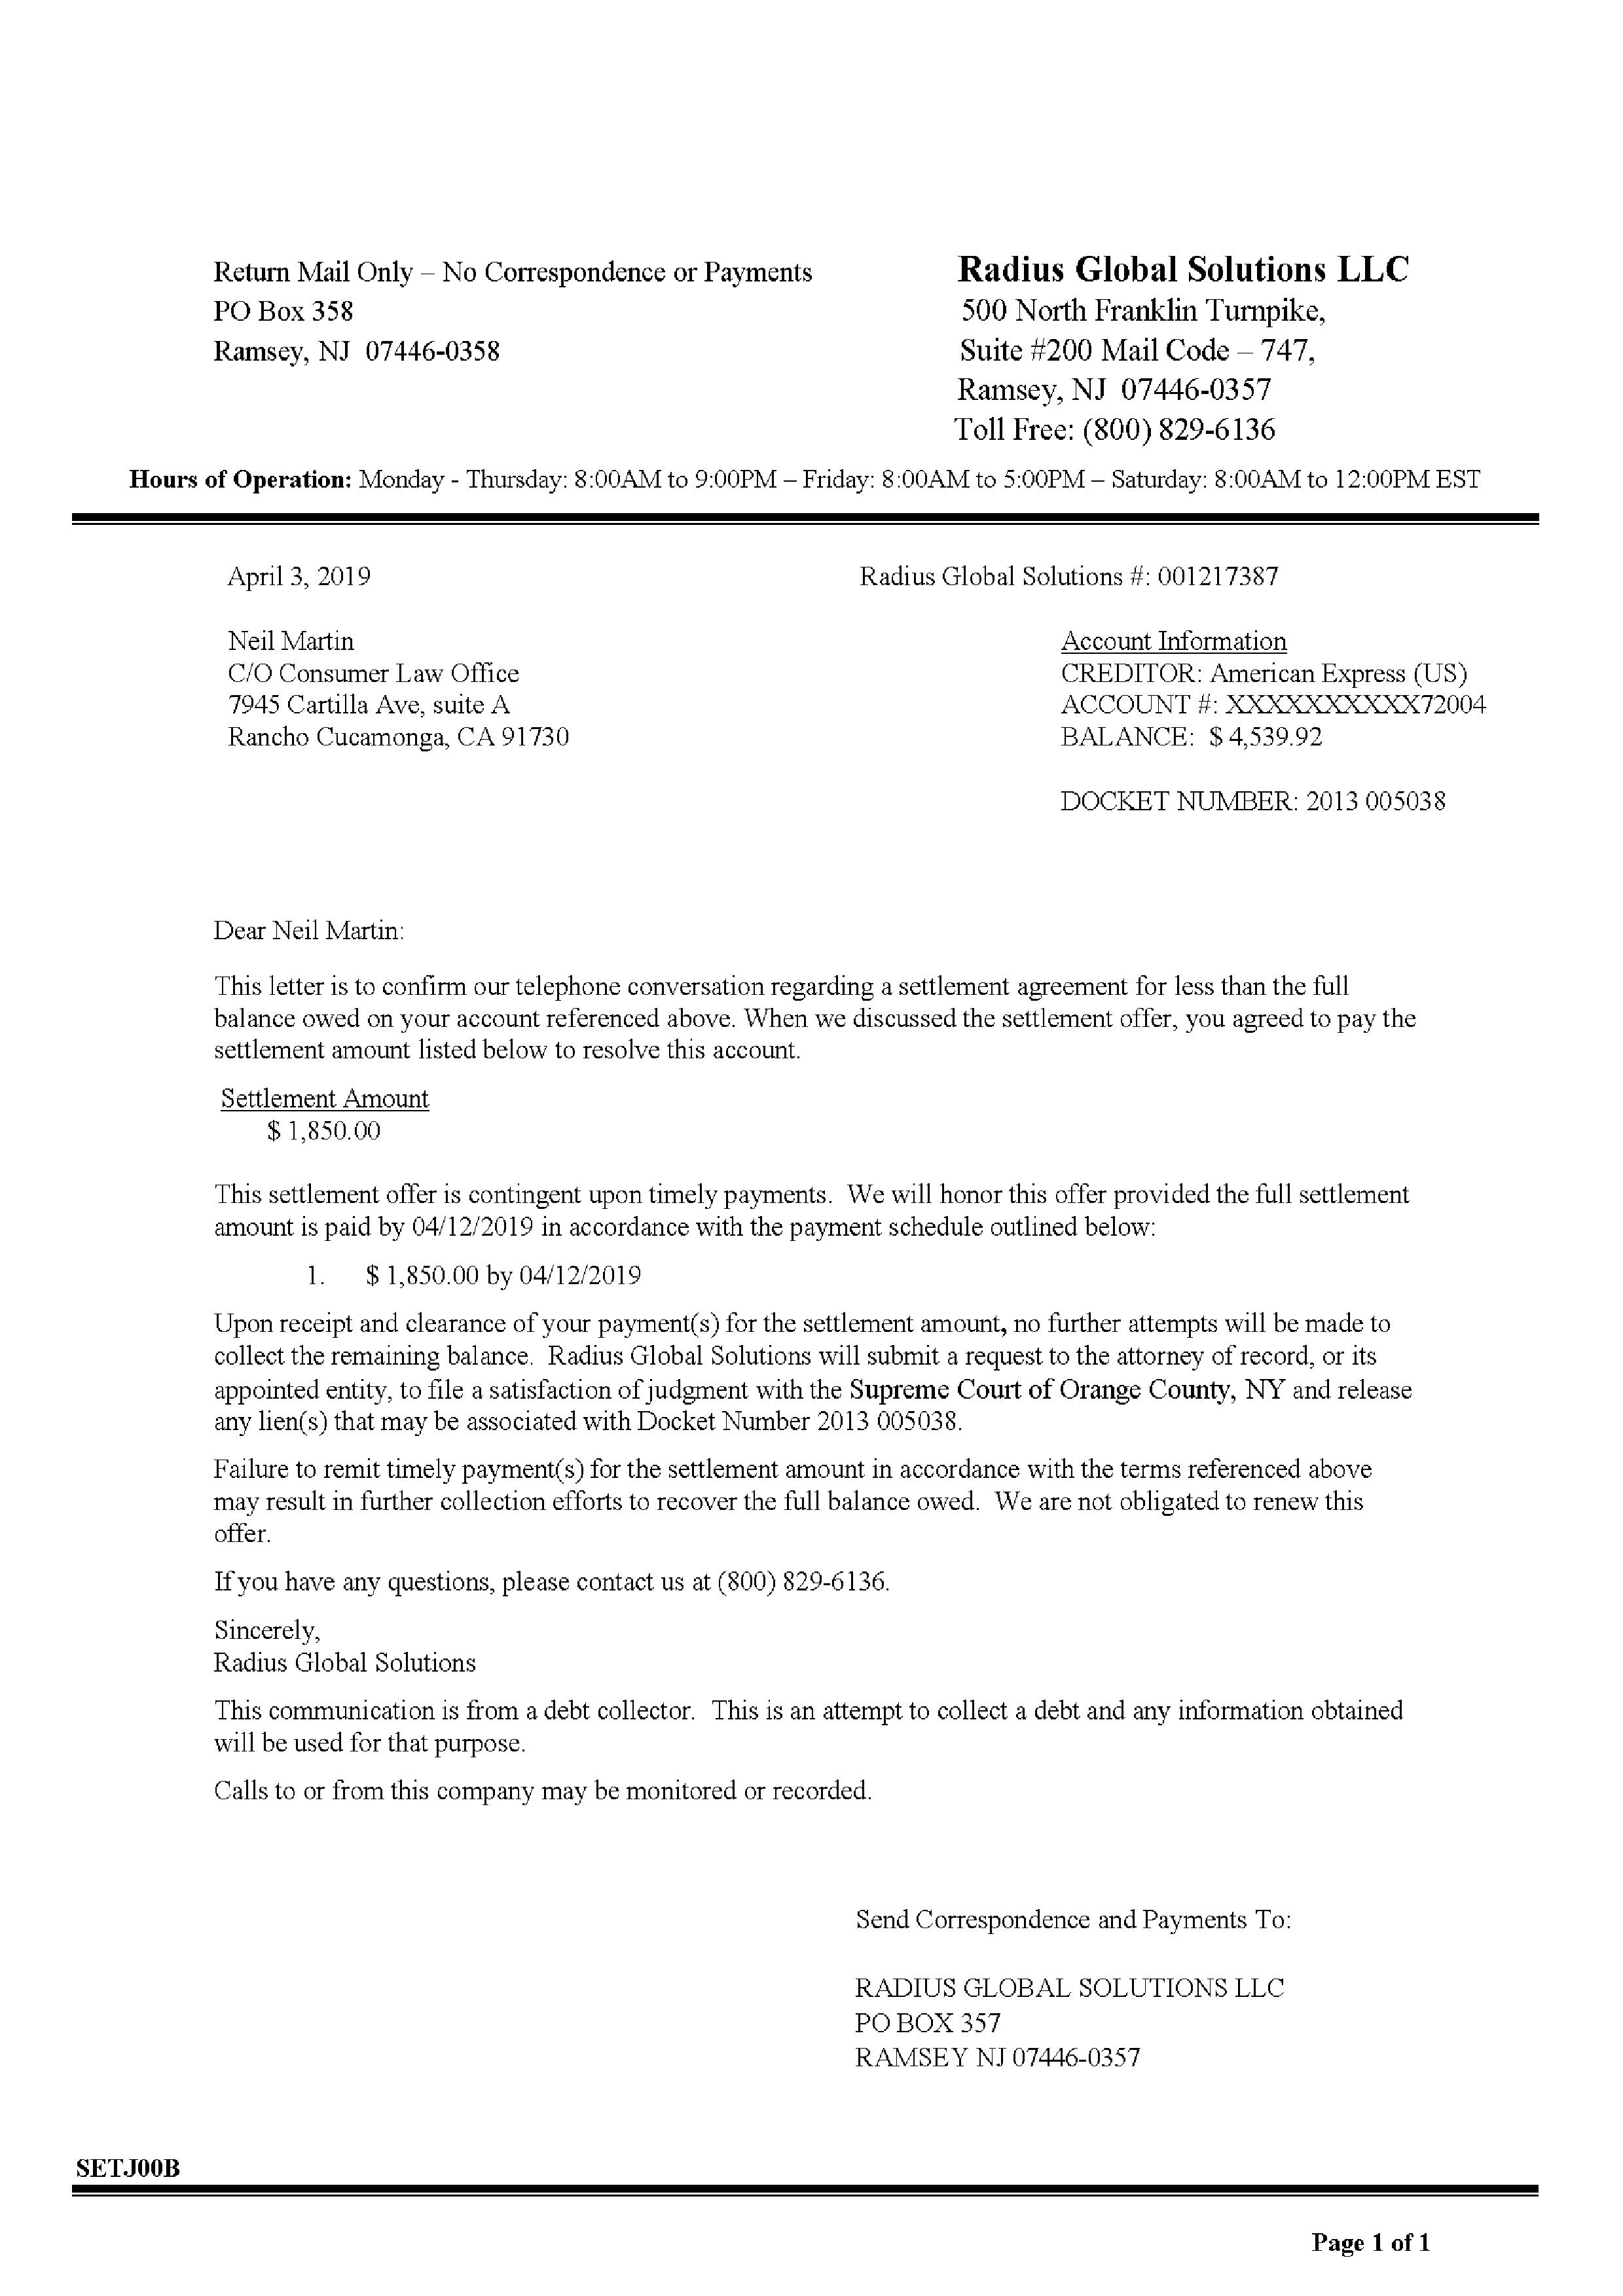 Return Mail Only – No Correspondence or Payments
PO Box 358
Ramsey, NJ  07446-0358
Radius Global Solutions LLC
500 North Franklin Turnpike,
Suite #200 Mail Code – 747,
Ramsey, NJ  07446-0357
Toll Free: (800) 829-6136
Hours of Operation: Monday - Thursday: 8:00AM to 9:00PM – Friday: 8:00AM to 5:00PM – Saturday: 8:00AM to 12:00PM EST
April 3, 2019
Radius Global Solutions #: 001217387
Neil Martin
C/O Consumer Law Office
7945 Cartilla Ave, suite A
Rancho Cucamonga, CA 91730
Account Information
CREDITOR: American Express (US)
ACCOUNT #: XXXXXXXXXX72004
BALANCE:  $ 4,539.92
DOCKET NUMBER: 2013 005038
Dear Neil Martin:
This letter is to confirm our telephone conversation regarding a settlement agreement for less than the full
balance owed on your account referenced above. When we discussed the settlement offer, you agreed to pay the
settlement amount listed below to resolve this account.
Settlement Amount
$ 1,850.00
This settlement offer is contingent upon timely payments.  We will honor this offer provided the full settlement
amount is paid by 04/12/2019 in accordance with the payment schedule outlined below:
1. $ 1,850.00 by 04/12/2019
Upon receipt and clearance of your payment(s) for the settlement amount, no further attempts will be made to
collect the remaining balance.  Radius Global Solutions will submit a request to the attorney of record, or its
appointed entity, to file a satisfaction of judgment with the Supreme Court of Orange County, NY and release
any lien(s) that may be associated with Docket Number 2013 005038.
Failure to remit timely payment(s) for the settlement amount in accordance with the terms referenced above
may result in further collection efforts to recover the full balance owed.  We are not obligated to renew this
offer.
If you have any questions, please contact us at (800) 829-6136.
Sincerely,
Radius Global Solutions
This communication is from a debt collector.  This is an attempt to collect a debt and any information obtained
will be used for that purpose.
Calls to or from this company may be monitored or recorded.
Send Correspondence and Payments To:
RADIUS GLOBAL SOLUTIONS LLC
PO BOX 357
RAMSEY NJ 07446-0357
SETJ00B
Page 1 of 1